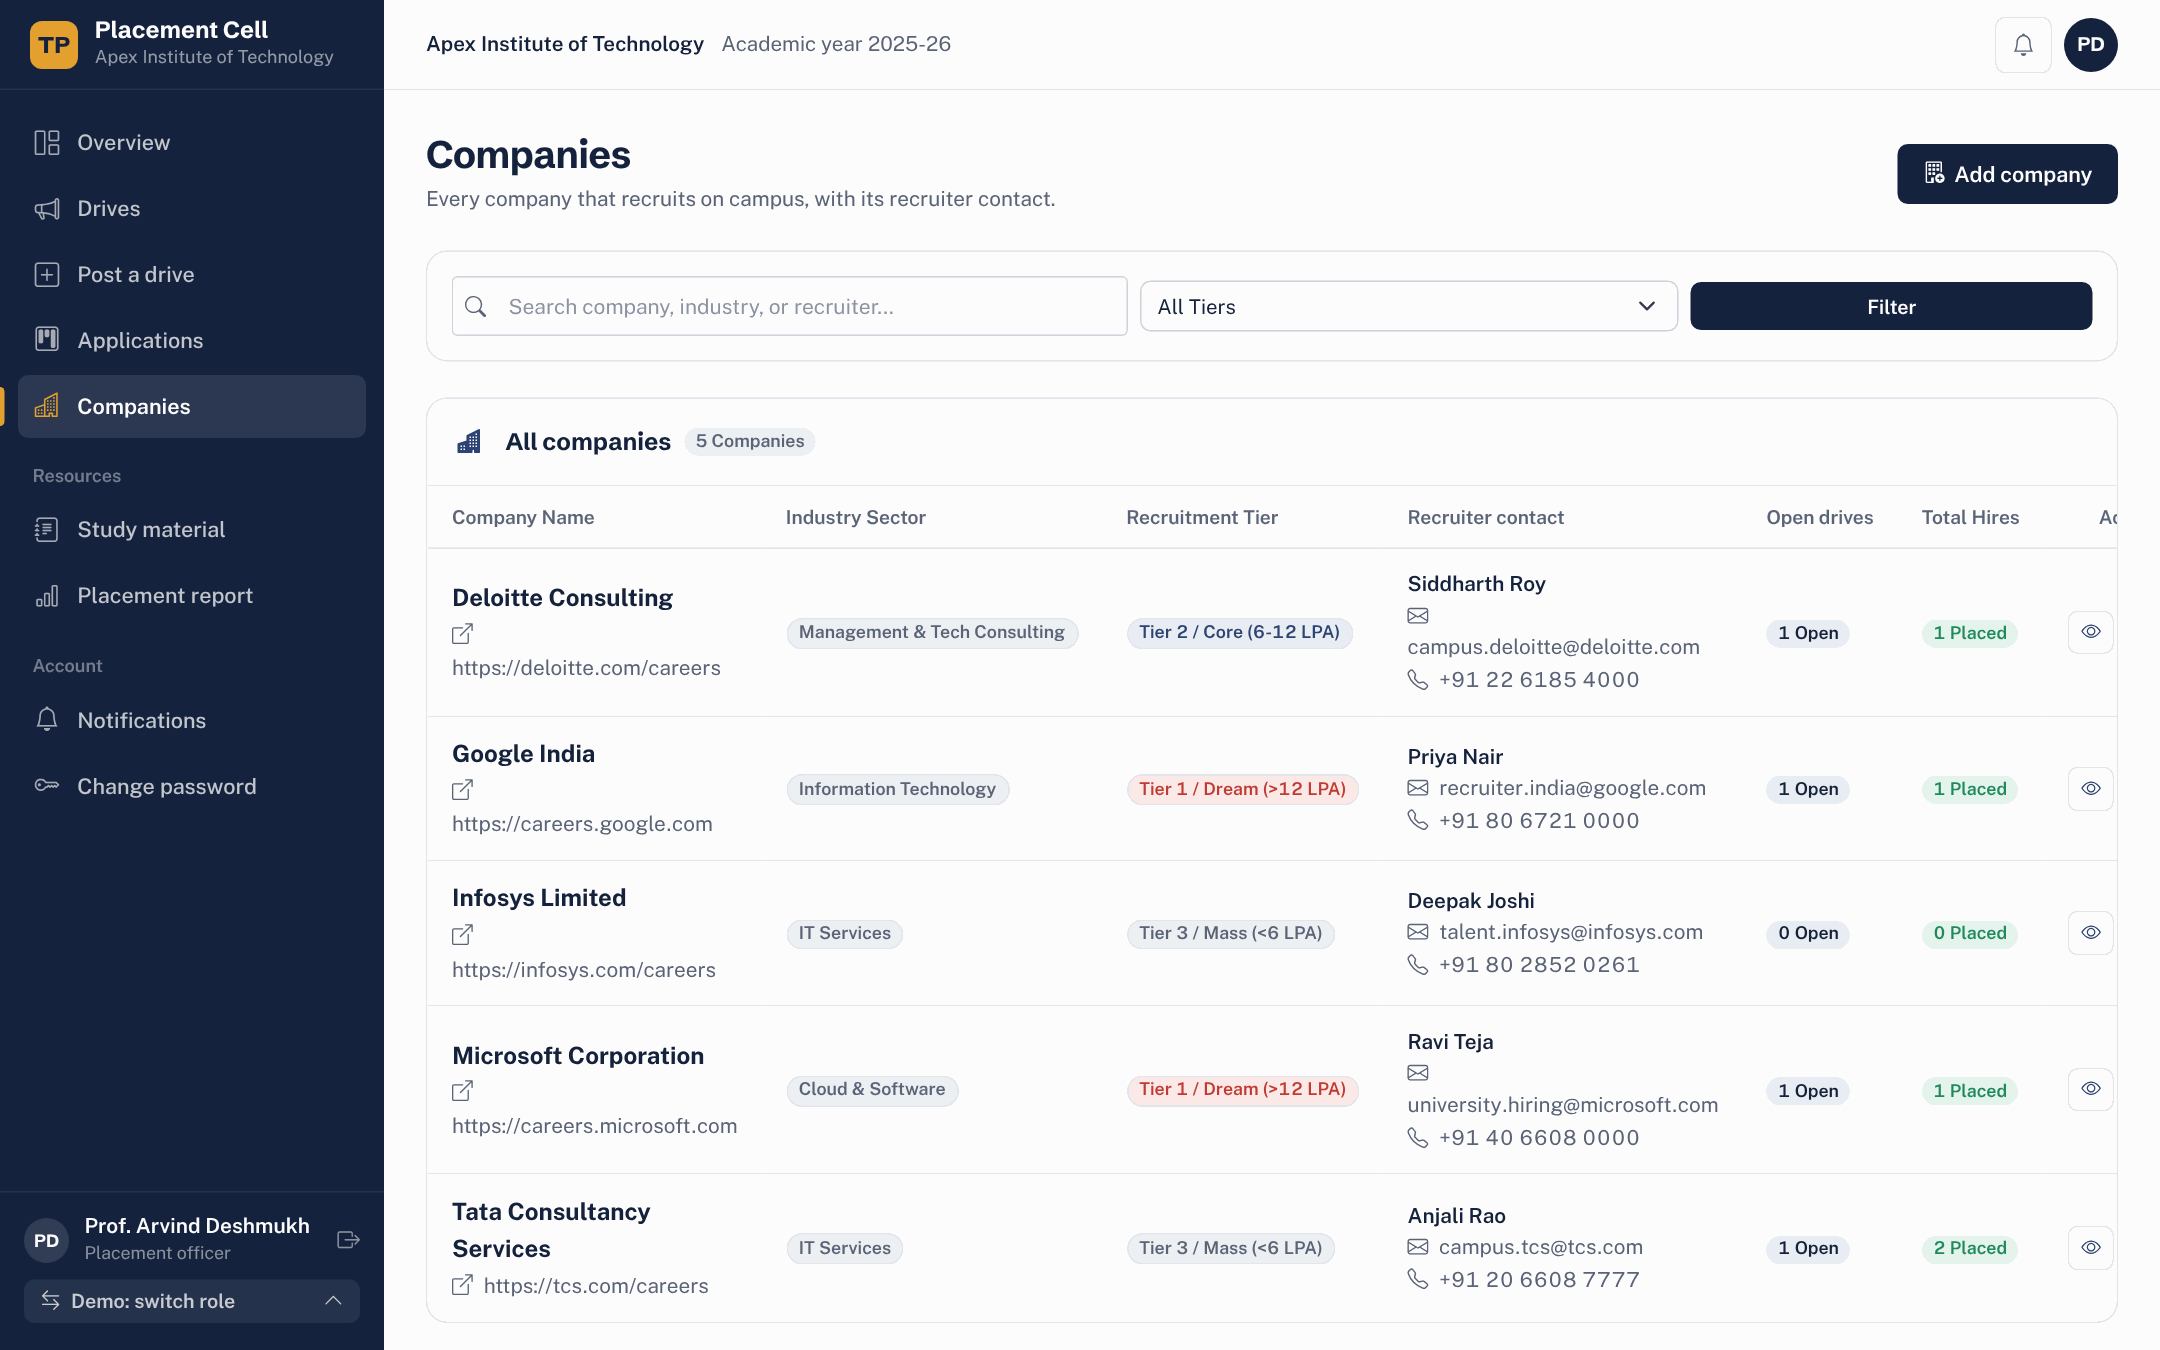 TP
Placement Cell
Apex Institute of Technology
Overview
Drives
Post a drive
Applications
Companies
Resources
Study material
Placement report
Account
Notifications
Change password
PD
Prof. Arvind Deshmukh
Placement officer
Demo: switch role
Apex Institute of Technology Academic year 2025-26
PD
Companies
Every company that recruits on campus, with its recruiter contact.
Add company
Search company, industry, or recruiter...
All Tiers
Filter
All companies 5 Companies
Company Name Industry Sector Recruitment Tier Recruiter contact Open drives Total Hires Ac
Deloitte Consulting
https://deloitte.com/careers
Management & Tech Consulting
Tier 2 / Core (6-12 LPA)
Siddharth Roy
campus.deloitte@deloitte.com
+91 22 6185 4000
1 Open
1 Placed
Google India
https://careers.google.com
Information Technology
Tier 1 / Dream (>12 LPA)
Priya Nair
recruiter.india@google.com
+91 80 6721 0000
1 Open
1 Placed
Infosys Limited
https://infosys.com/careers
IT Services
Tier 3 / Mass (<6 LPA)
Deepak Joshi
talent.infosys@infosys.com
+91 80 2852 0261
0 Open
0 Placed
Microsoft Corporation
https://careers.microsoft.com
Cloud & Software
Tier 1 / Dream (>12 LPA)
Ravi Teja
university.hiring@microsoft.com
+91 40 6608 0000
1 Open
1 Placed
Tata Consultancy
Services
https://tcs.com/careers
IT Services
Tier 3 / Mass (<6 LPA)
Anjali Rao
campus.tcs@tcs.com
+91 20 6608 7777
1 Open
2 Placed